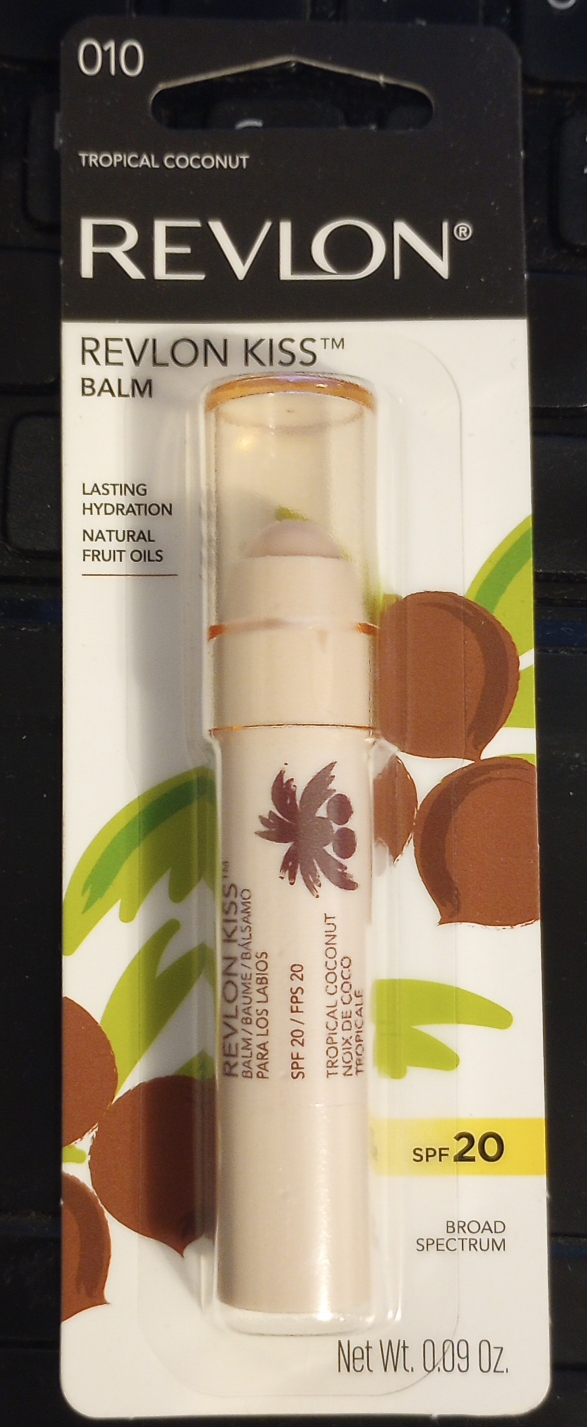 010
TROPICAL COCONUT
REVLON®
REVLON KISS™
BALM
LASTING
HYDRATION
NATURAL
FRUIT OILS
REVLON KISS™
BALM / BAUME / BÁLSAMO
PARA LOS LABIOS
SPF 20 / FPS 20
TROPICAL COCONUT
NOIX DE COCO
TROPICALE
SPF 20
BROAD
SPECTRUM
Net Wt. 0.09 Oz.